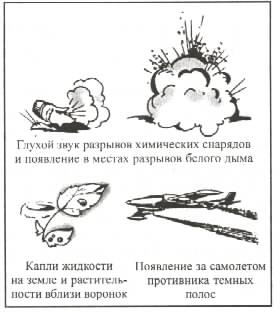 Глухой звук разрывов химических снарядов
и появление в местах разрывов белого дыма
Капли жидкости
на земле и раститель-
ности вблизи воронок
Появление за самолетом
противника темных
полос